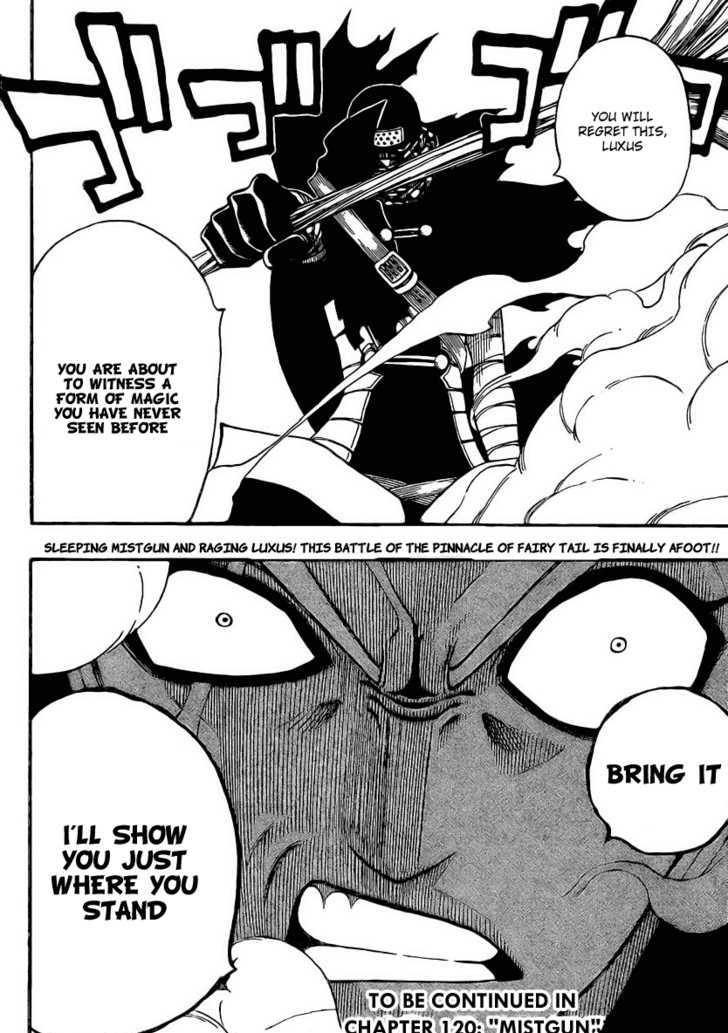 YOU WILL
REGRET THIS,
LUXUS
ゴゴゴ
YOU ARE ABOUT
TO WITNESS A
FORM OF MAGIC
YOU HAVE NEVER
SEEN BEFORE
SLEEPING MISTGUN AND RAGING LUXUS! THIS BATTLE OF THE PINNACLE OF FAIRY TAIL IS FINALLY AFOOT!!
BRING IT
I'LL SHOW
YOU JUST
WHERE YOU
STAND
TO BE CONTINUED IN
CHAPTER 120: "MISTGUN"